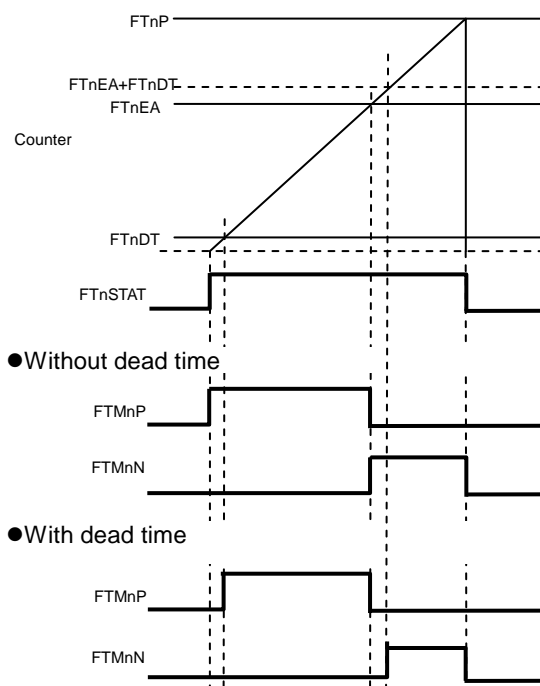 FTnP
FTnEA+FTnDT
FTnEA
Counter
FTnDT
FTnSTAT
●Without dead time
FTMnP
FTMnN
●With dead time
FTMnP
FTMnN